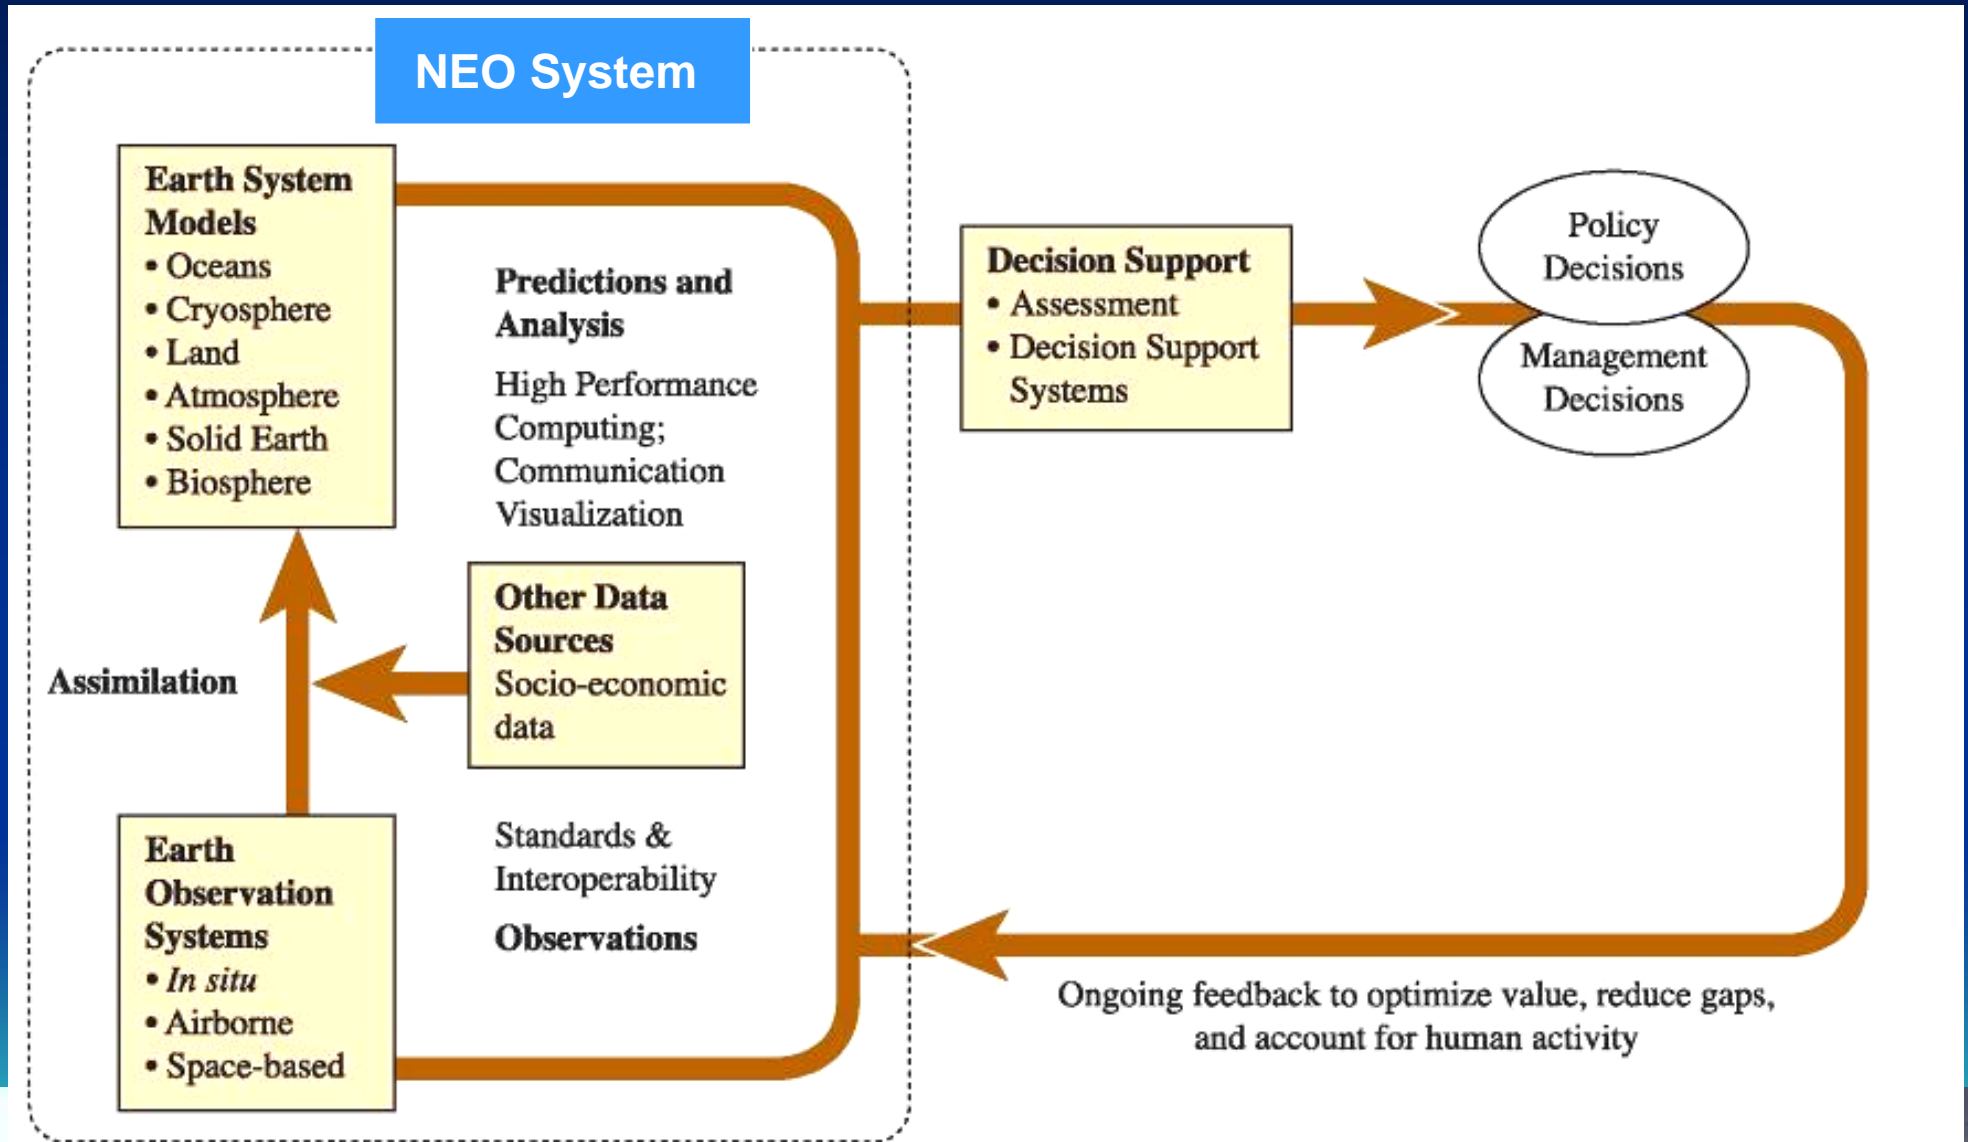 NEO System
Earth System
Models
• Oceans
• Cryosphere
• Land
• Atmosphere
• Solid Earth
• Biosphere
Predictions and
Analysis
High Performance
Computing;
Communication
Visualization
Other Data
Sources
Socio-economic
data
Assimilation
Earth
Observation
Systems
• In situ
• Airborne
• Space-based
Standards &
Interoperability
Observations
Decision Support
• Assessment
• Decision Support
Systems
Policy
Decisions
Management
Decisions
Ongoing feedback to optimize value, reduce gaps,
and account for human activity